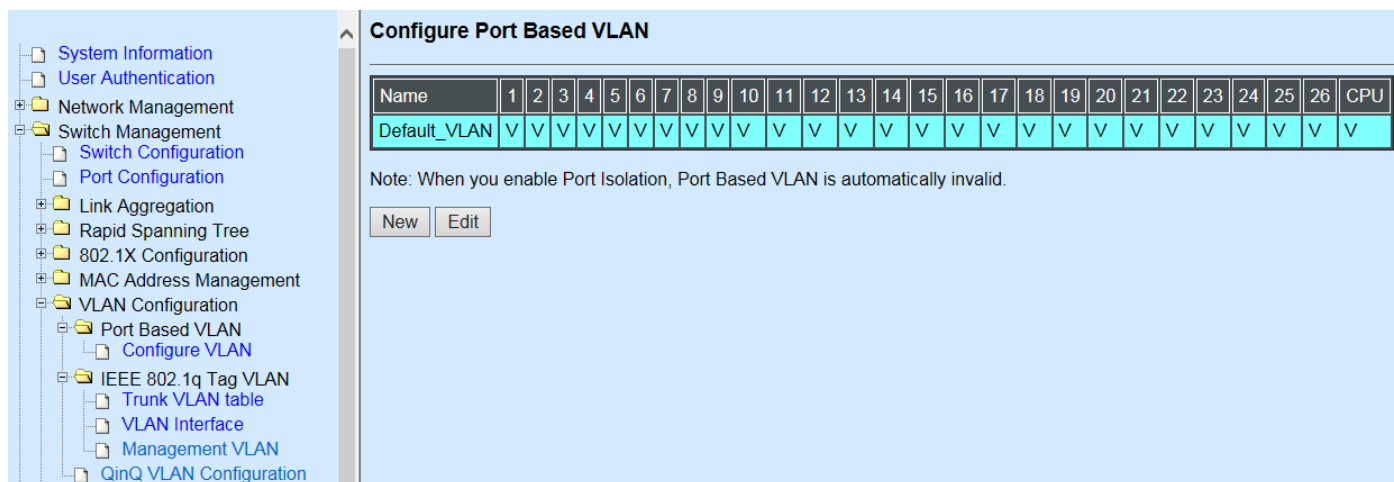 System Information
User Authentication
Network Management
Switch Management
Switch Configuration
Port Configuration
Link Aggregation
Rapid Spanning Tree
802.1X Configuration
MAC Address Management
VLAN Configuration
Port Based VLAN
Configure VLAN
IEEE 802.1q Tag VLAN
Trunk VLAN table
VLAN Interface
Management VLAN
QinQ VLAN Configuration
Configure Port Based VLAN
Name 1 2 3 4 5 6 7 8 9 10 11 12 13 14 15 16 17 18 19 20 21 22 23 24 25 26 CPU
Default_VLAN V V V V V V V V V V V V V V V V V V V V V V V V V V V
Note: When you enable Port Isolation, Port Based VLAN is automatically invalid.
New Edit